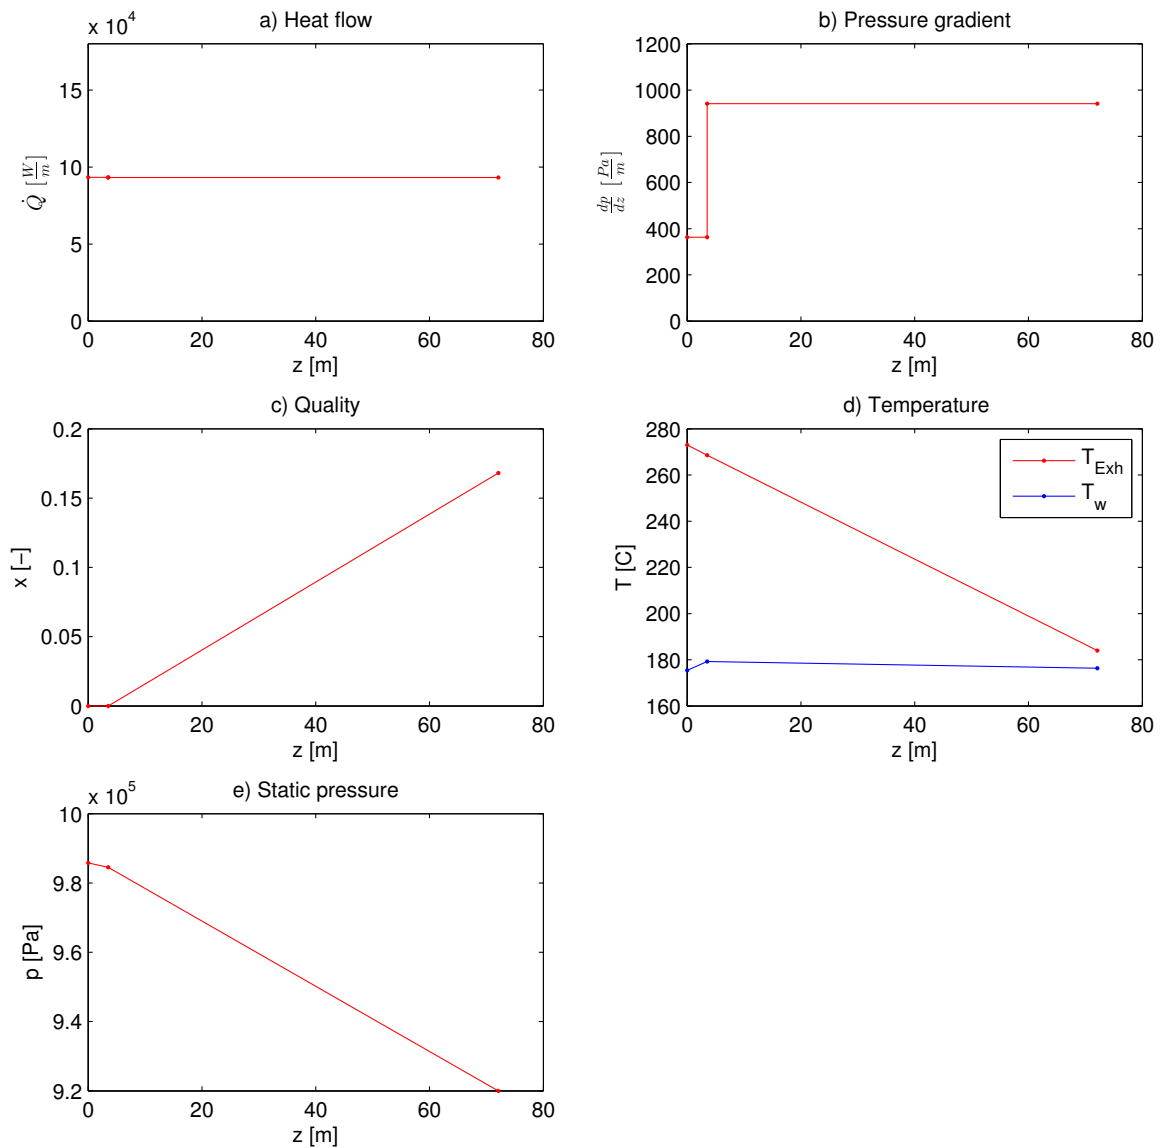 a) Heat flow
x 10^4
15
10
5
0
Q̇ [W/m]
0 20 40 60 80
z [m]
b) Pressure gradient
1200
1000
800
600
400
200
0
dp/dz [Pa/m]
0 20 40 60 80
z [m]
c) Quality
0.2
0.15
0.1
0.05
0
x [−]
0 20 40 60 80
z [m]
d) Temperature
280
260
240
220
200
180
160
T [C]
T_Exh
T_w
0 20 40 60 80
z [m]
e) Static pressure
x 10^5
10
9.8
9.6
9.4
9.2
p [Pa]
0 20 40 60 80
z [m]